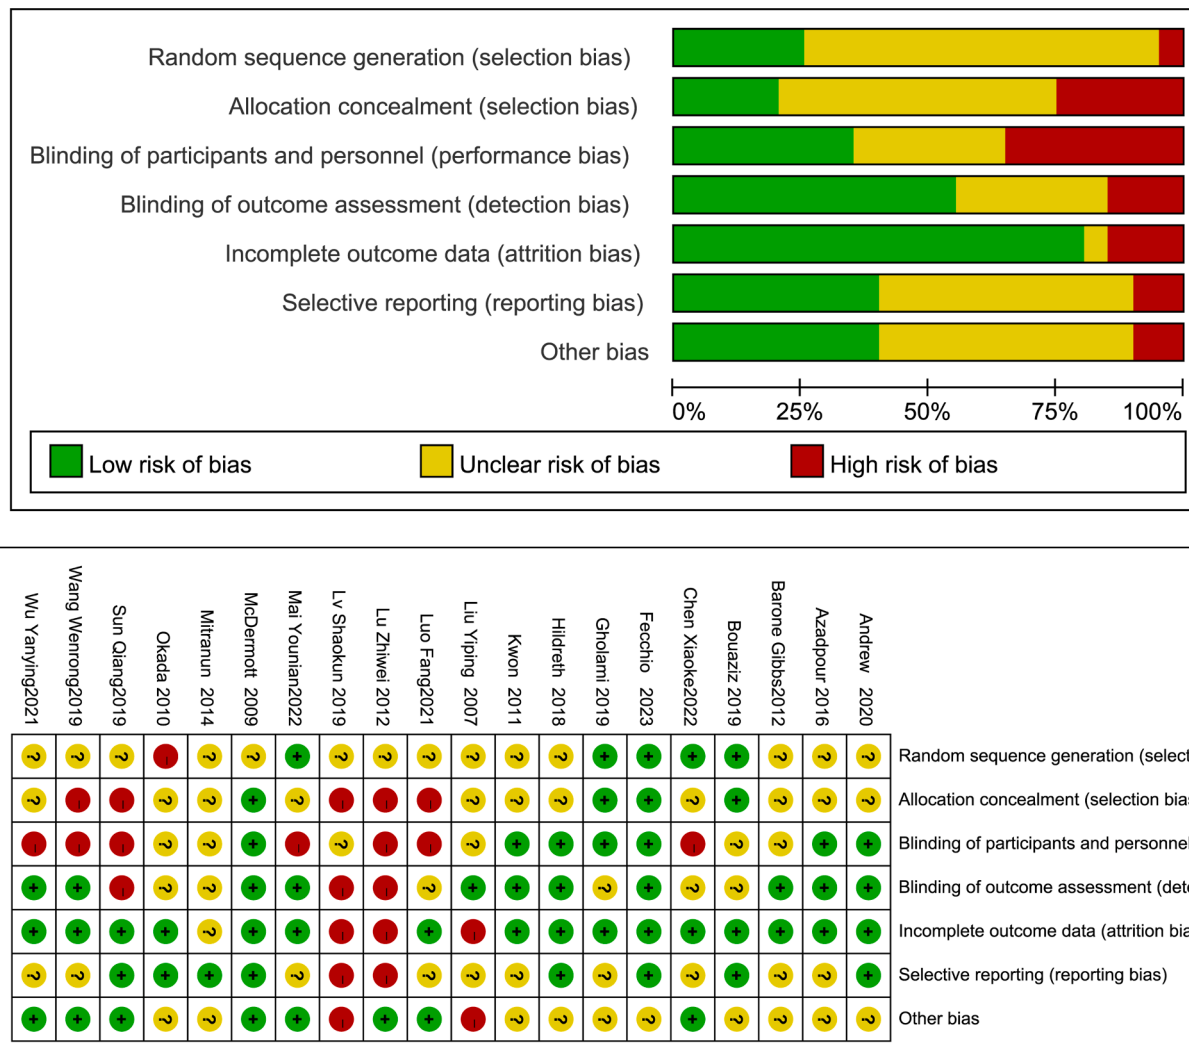 Random sequence generation (selection bias)
Allocation concealment (selection bias)
Blinding of participants and personnel (performance bias)
Blinding of outcome assessment (detection bias)
Incomplete outcome data (attrition bias)
Selective reporting (reporting bias)
Other bias
0% 25% 50% 75% 100%
Low risk of bias Unclear risk of bias High risk of bias
Wu Yanying2021
Wang Wenrong2019
Sun Qiang2019
Okada 2010
Mitranun 2014
McDermott 2009
Mai Younian2022
Lv Shaokun 2019
Lu Zhiwei 2012
Luo Fang2021
Liu Yiping 2007
Kwon 2011
Hildreth 2018
Gholami 2019
Fecchio 2023
Chen Xiaoke2022
Bouaziz 2019
Barone Gibbs2012
Azadpour 2016
Andrew 2020
? ? ? - ? ? + ? ? ? ? ? ? + + + + ? ? ? Random sequence generation (select
? - - ? ? + ? - - - ? ? ? + + ? + ? ? ? Allocation concealment (selection bias
- - - ? ? + - ? - - ? + + + + - ? ? + + Blinding of participants and personnel
+ + - ? ? + + - - ? + + + ? + ? ? + + + Blinding of outcome assessment (dete
+ + + + ? + + - - + - + + + + + + + + + Incomplete outcome data (attrition bia
? ? + + + + ? - - ? ? ? + ? + ? + ? ? + Selective reporting (reporting bias)
+ + + ? ? + + - + + - ? ? ? ? + ? ? ? ? Other bias